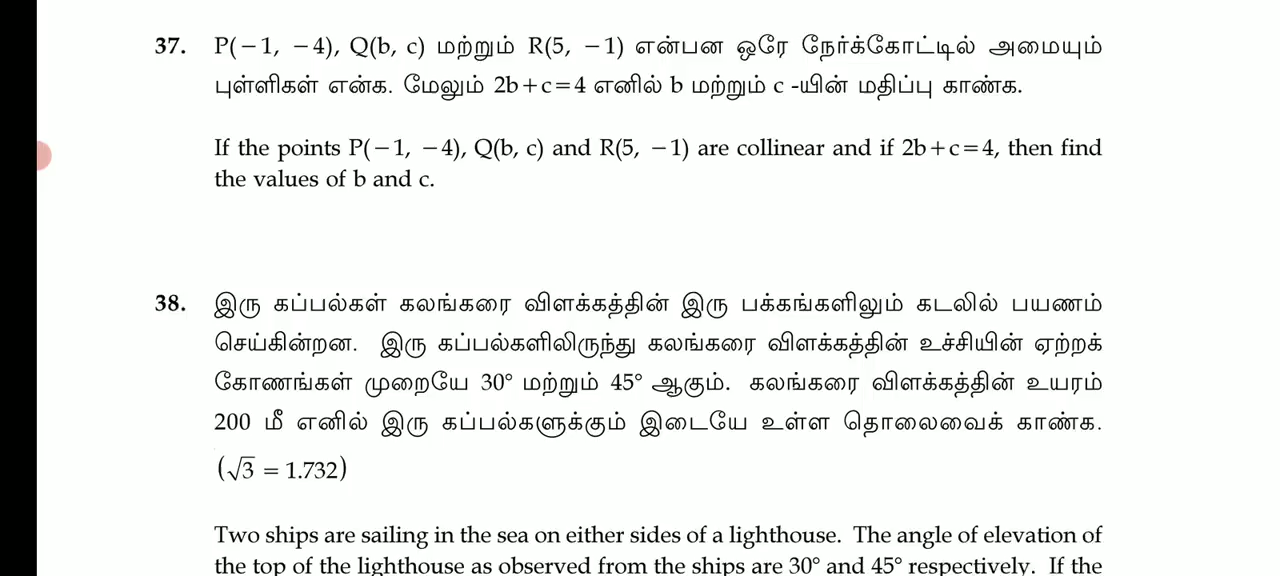 37. P(−1, −4), Q(b, c) மற்றும் R(5, −1) என்பன ஒரே நேர்க்கோட்டில் அமையும்
புள்ளிகள் என்க. மேலும் 2b+c=4 எனில் b மற்றும் c -யின் மதிப்பு காண்க.
If the points P(−1, −4), Q(b, c) and R(5, −1) are collinear and if 2b+c=4, then find
the values of b and c.
38. இரு கப்பல்கள் கலங்கரை விளக்கத்தின் இரு பக்கங்களிலும் கடலில் பயணம்
செய்கின்றன. இரு கப்பல்களிலிருந்து கலங்கரை விளக்கத்தின் உச்சியின் ஏற்றக்
கோணங்கள் முறையே 30° மற்றும் 45° ஆகும். கலங்கரை விளக்கத்தின் உயரம்
200 மீ எனில் இரு கப்பல்களுக்கும் இடையே உள்ள தொலைவைக் காண்க.
(√3 = 1.732)
Two ships are sailing in the sea on either sides of a lighthouse. The angle of elevation of
the top of the lighthouse as observed from the ships are 30° and 45° respectively. If the